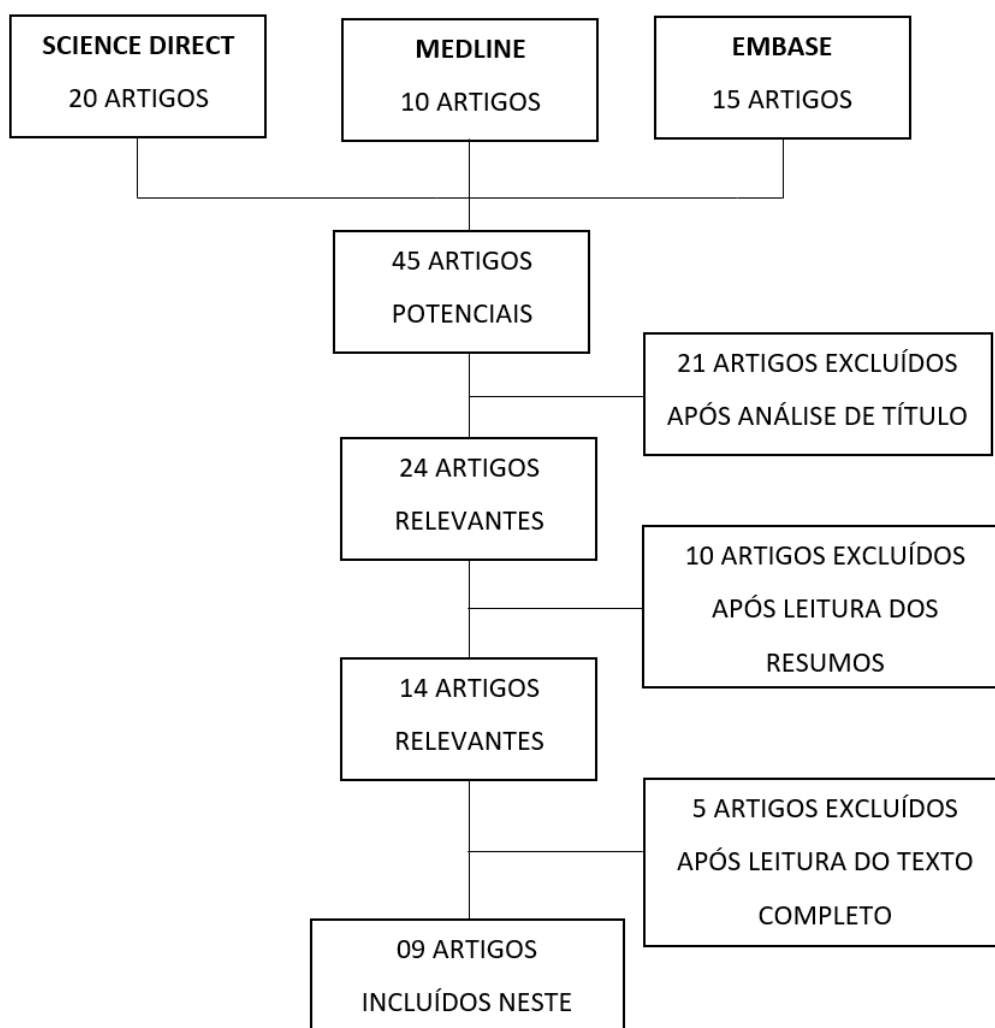 SCIENCE DIRECT
20 ARTIGOS
MEDLINE
10 ARTIGOS
EMBASE
15 ARTIGOS
45 ARTIGOS
POTENCIAIS
21 ARTIGOS EXCLUÍDOS
APÓS ANÁLISE DE TÍTULO
24 ARTIGOS
RELEVANTES
10 ARTIGOS EXCLUÍDOS
APÓS LEITURA DOS
RESUMOS
14 ARTIGOS
RELEVANTES
5 ARTIGOS EXCLUÍDOS
APÓS LEITURA DO TEXTO
COMPLETO
09 ARTIGOS
INCLUÍDOS NESTE